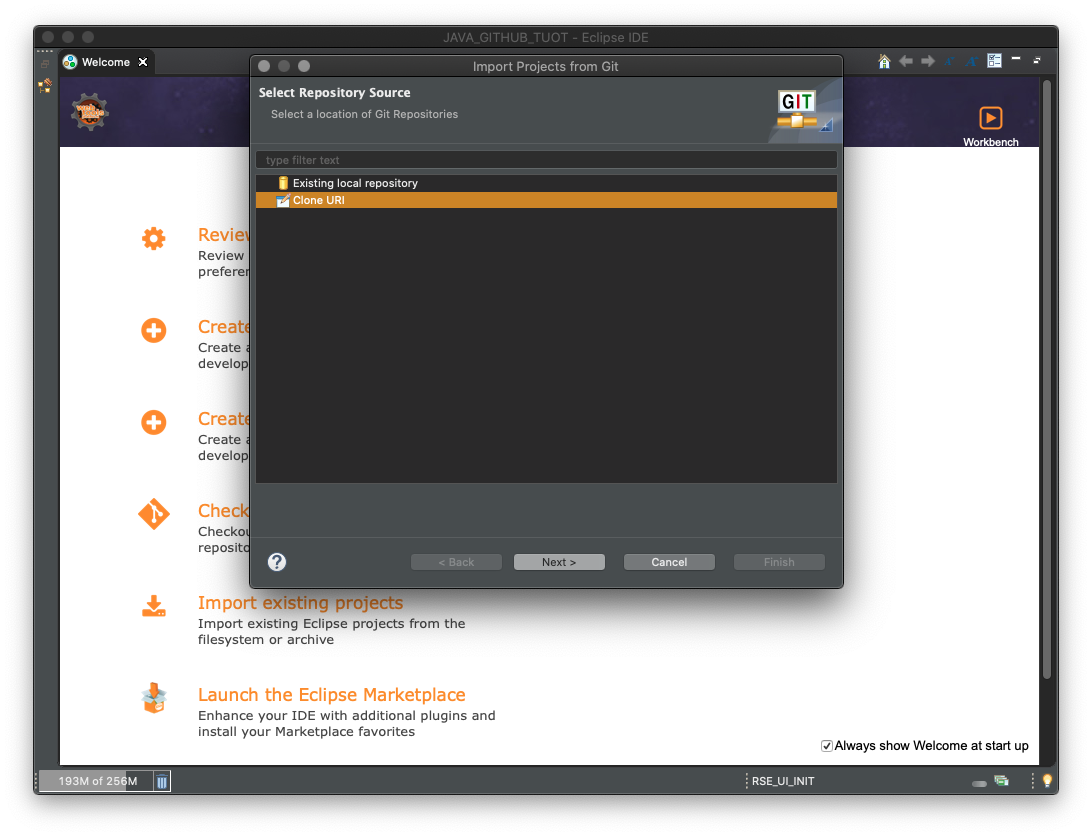 JAVA_GITHUB_TUOT - Eclipse IDE
Welcome
Import Projects from Git
Select Repository Source
Select a location of Git Repositories
GIT
Workbench
type filter text
Existing local repository
Clone URI
Review
Review
prefere
Create
Create a
develop
Create
Create a
develop
Check
Checkou
reposito
< Back
Next >
Cancel
Finish
Import existing projects
Import existing Eclipse projects from the
filesystem or archive
Launch the Eclipse Marketplace
Enhance your IDE with additional plugins and
install your Marketplace favorites
Always show Welcome at start up
193M of 256M
RSE_UI_INIT